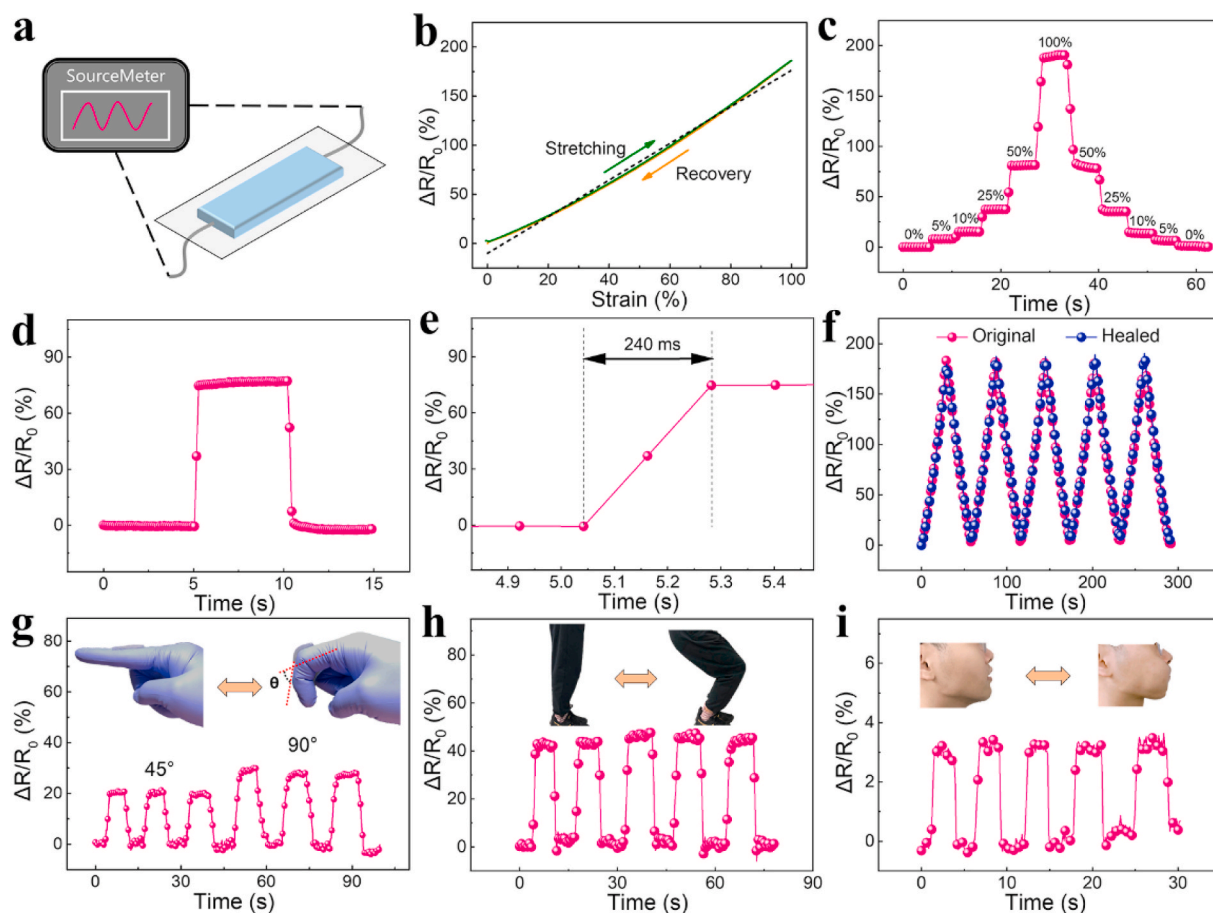 a
SourceMeter
b
ΔR/R₀ (%)
200
150
100
50
0
Stretching
Recovery
0 20 40 60 80 100
Strain (%)
c
ΔR/R₀ (%)
200
150
100
50
0
0%
5%
10%
25%
50%
100%
50%
25%
10%
5%
0%
0 20 40 60
Time (s)
d
ΔR/R₀ (%)
90
60
30
0
0 5 10 15
Time (s)
e
ΔR/R₀ (%)
90
60
30
0
240 ms
4.9 5.0 5.1 5.2 5.3 5.4
Time (s)
f
Original Healed
ΔR/R₀ (%)
200
150
100
50
0
0 100 200 300
Time (s)
g
ΔR/R₀ (%)
80
60
40
20
0
θ
45°
90°
0 30 60 90
Time (s)
h
ΔR/R₀ (%)
80
60
40
20
0
0 30 60 90
Time (s)
i
ΔR/R₀ (%)
6
4
2
0
0 10 20 30
Time (s)